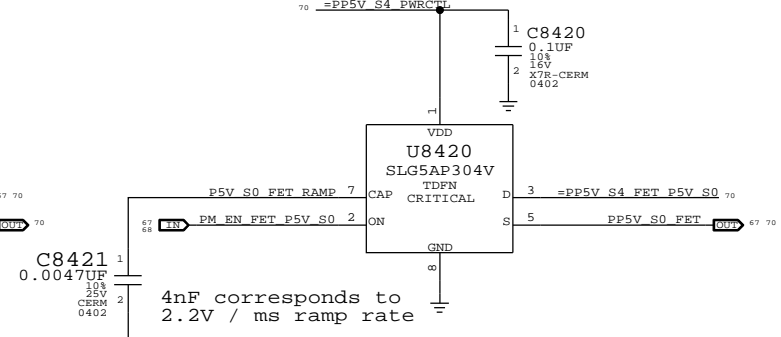 70 =PP5V_S4_PWRCTL
1 C8420
0.1UF
10%
16V
2 X7R-CERM
0402
1
VDD
U8420
SLG5AP304V
TDFN
CRITICAL
67 70
P5V_S0_FET_RAMP 7 CAP
D 3 =PP5V_S4_FET_P5V_S0 70
OUT 70
67
68 IN PM_EN_FET_P5V_S0 2 ON
S 5 PP5V_S0_FET OUT 67 70
GND
8
C8421 1
0.0047UF
10%
25V
CERM 2
0402
4nF corresponds to
2.2V / ms ramp rate